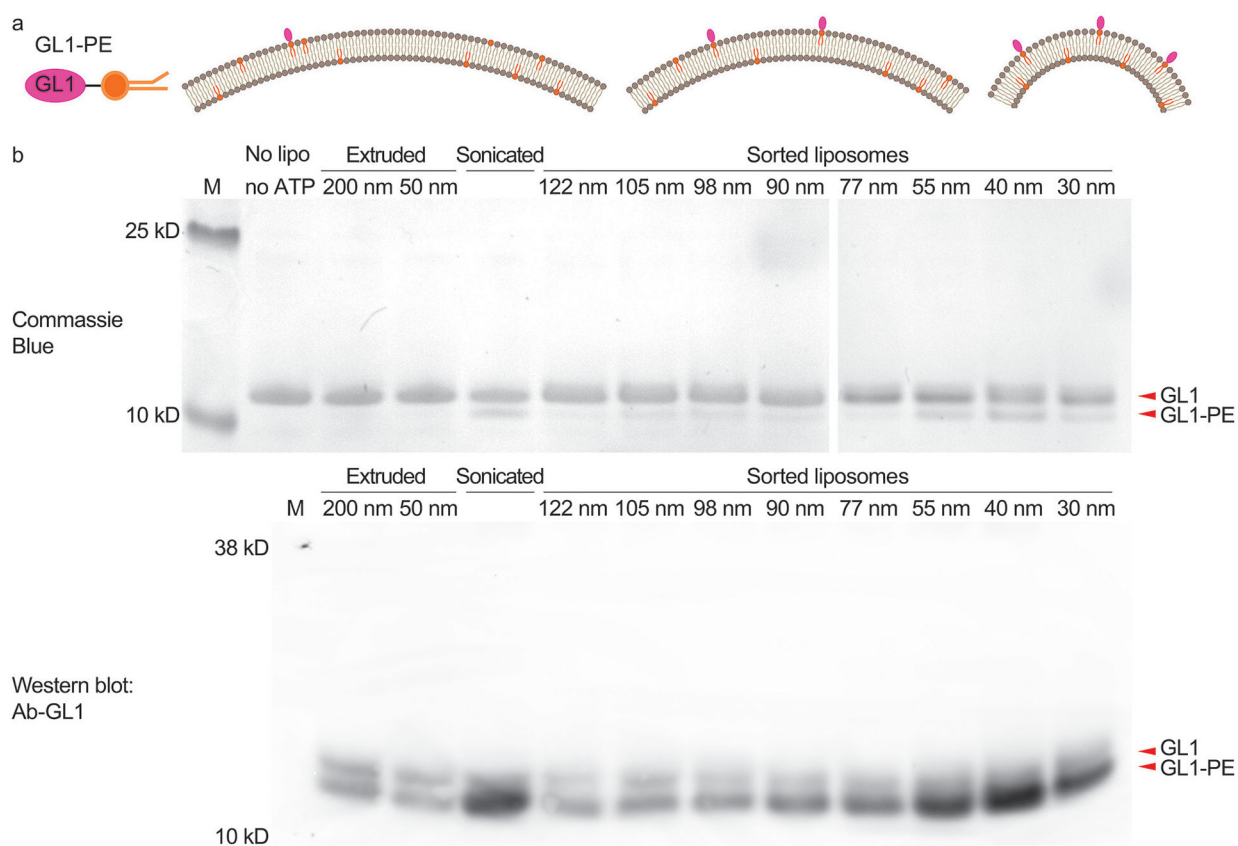 a
GL1-PE
GL1
b
No lipo Extruded Sonicated Sorted liposomes
M no ATP 200 nm 50 nm 122 nm 105 nm 98 nm 90 nm 77 nm 55 nm 40 nm 30 nm
25 kD
Commassie
Blue
GL1
10 kD
GL1-PE
Extruded Sonicated Sorted liposomes
M 200 nm 50 nm 122 nm 105 nm 98 nm 90 nm 77 nm 55 nm 40 nm 30 nm
38 kD
Western blot:
Ab-GL1
GL1
GL1-PE
10 kD